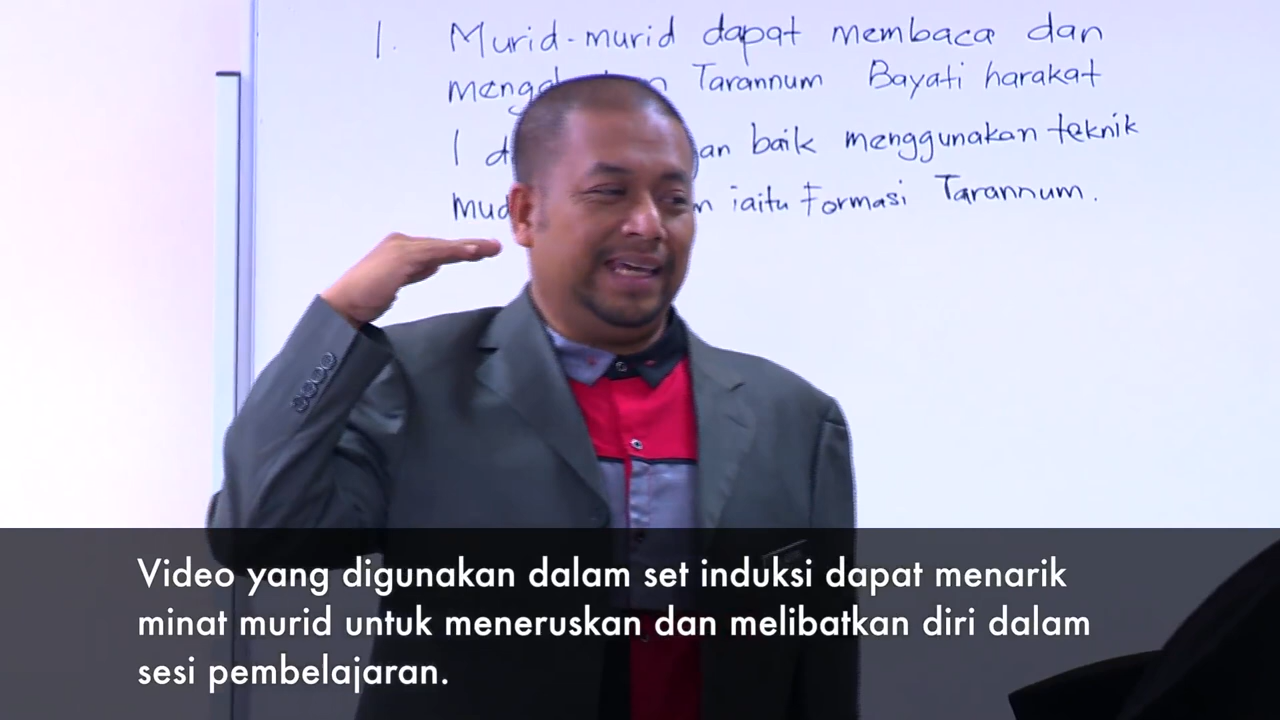 1. Murid-murid dapat membaca dan
Tarannum Bayati harakat
1 baik menggunakan teknik
iaitu Formasi Tarannum.
Video yang digunakan dalam set induksi dapat menarik
minat murid untuk meneruskan dan melibatkan diri dalam
sesi pembelajaran.